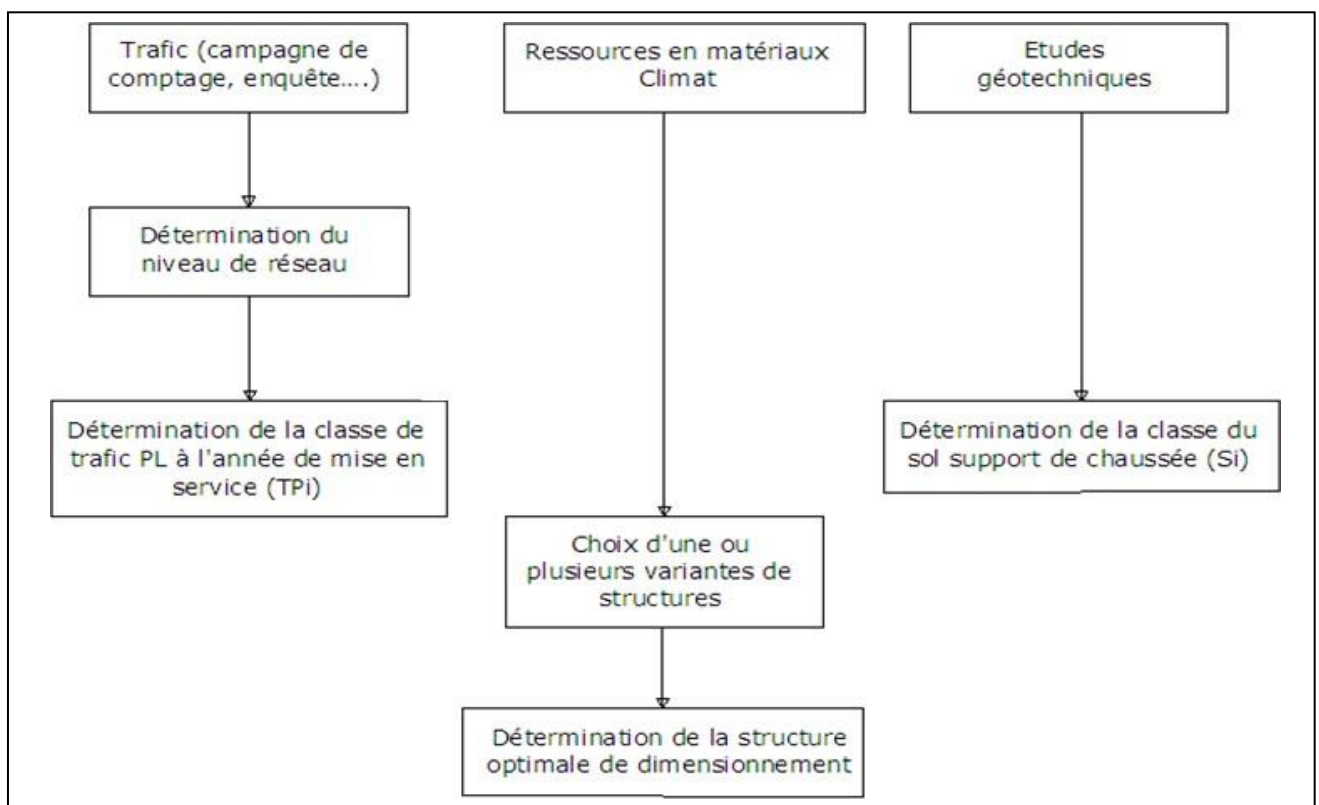 Trafic (campagne de
comptage, enquête....)
Ressources en matériaux
Climat
Etudes
géotechniques
Détermination du
niveau de réseau
Détermination de la classe de
trafic PL à l'année de mise en
service (TPi)
Détermination de la classe du
sol support de chaussée (Si)
Choix d'une ou
plusieurs variantes de
structures
Détermination de la structure
optimale de dimensionnement